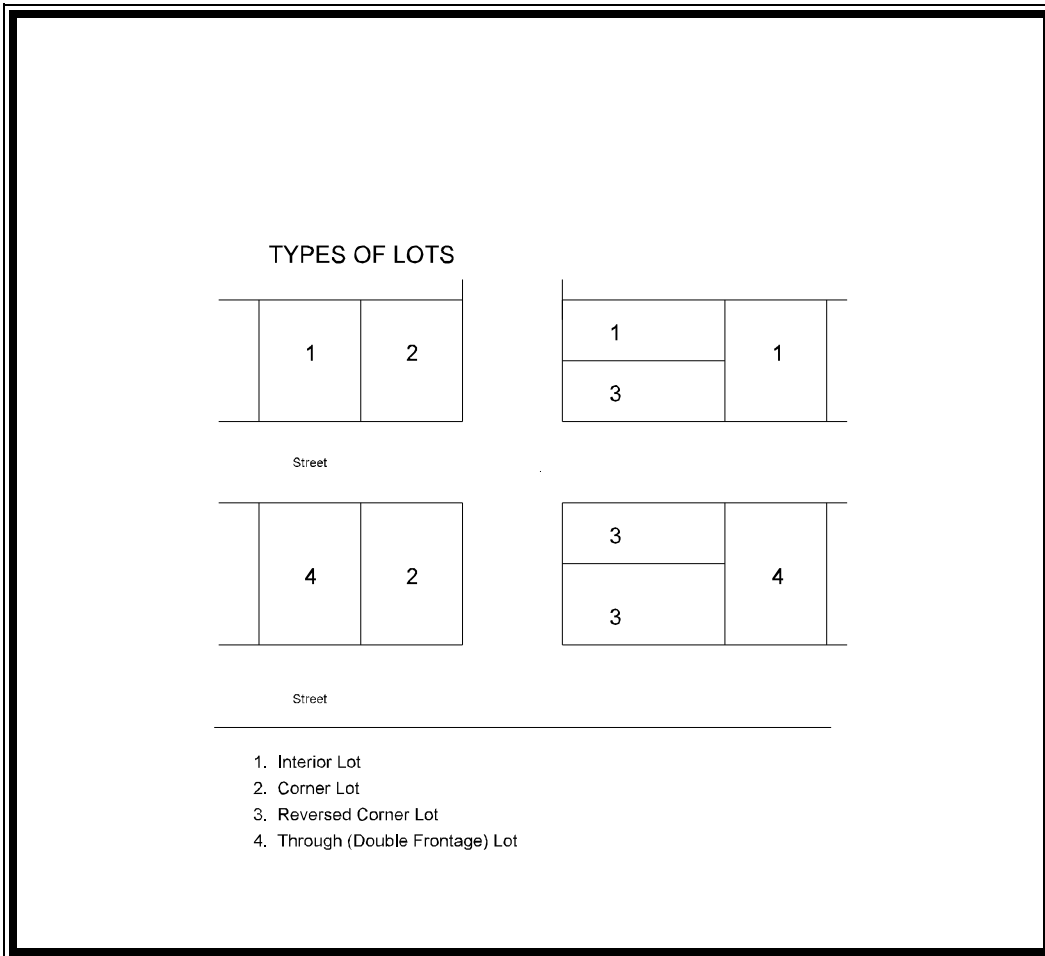 TYPES OF LOTS
1 2 1 1
3
Street
4 2 3 4
3
Street
1. Interior Lot
2. Corner Lot
3. Reversed Corner Lot
4. Through (Double Frontage) Lot